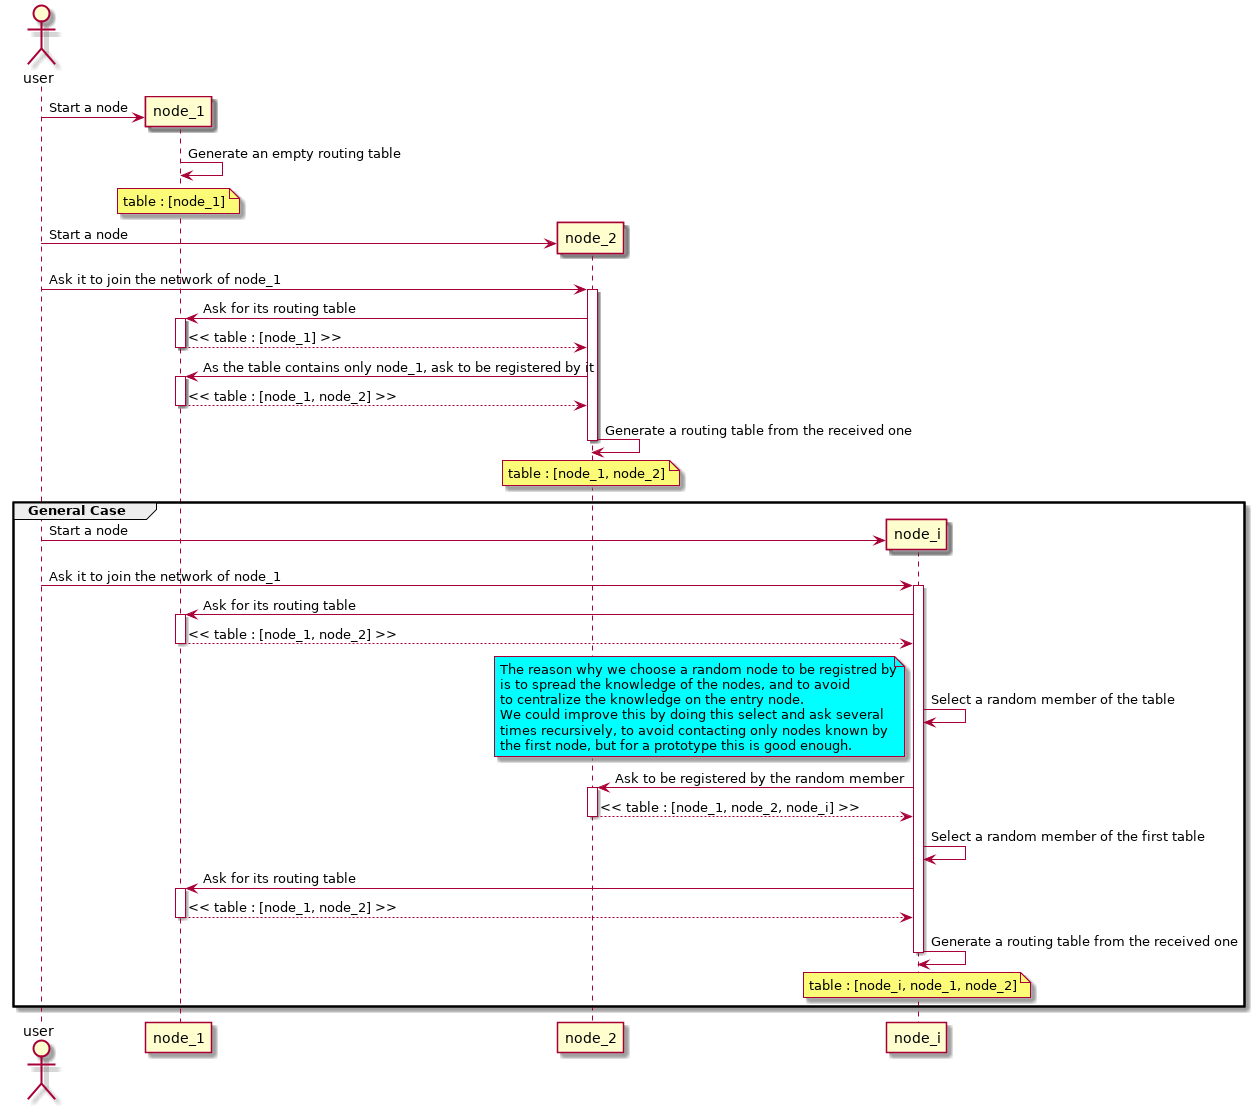 user
Start a node
node_1
Generate an empty routing table
table : [node_1]
Start a node
node_2
Ask it to join the network of node_1
Ask for its routing table
<< table : [node_1] >>
As the table contains only node_1, ask to be registered by it
<< table : [node_1, node_2] >>
Generate a routing table from the received one
table : [node_1, node_2]
General Case
Start a node
node_i
Ask it to join the network of node_1
Ask for its routing table
<< table : [node_1, node_2] >>
The reason why we choose a random node to be registred by
is to spread the knowledge of the nodes, and to avoid
to centralize the knowledge on the entry node.
We could improve this by doing this select and ask several
times recursively, to avoid contacting only nodes known by
the first node, but for a prototype this is good enough.
Select a random member of the table
Ask to be registered by the random member
<< table : [node_1, node_2, node_i] >>
Select a random member of the first table
Ask for its routing table
<< table : [node_1, node_2] >>
Generate a routing table from the received one
table : [node_i, node_1, node_2]
user
node_1
node_2
node_i